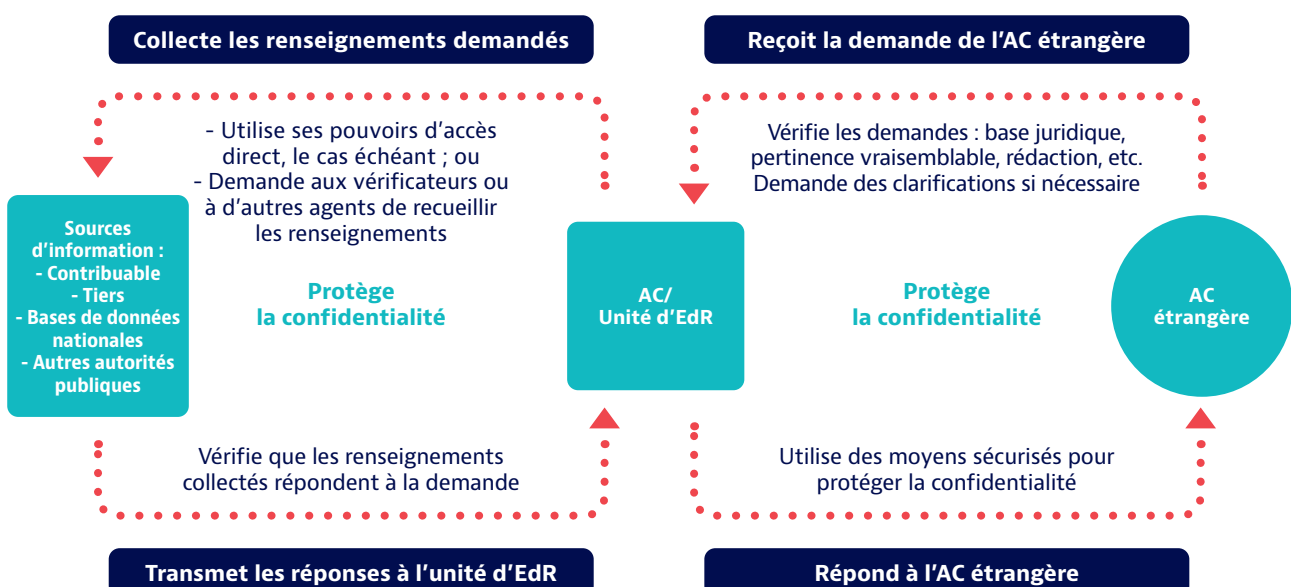 Collecte les renseignements demandés
Reçoit la demande de l'AC étrangère
- Utilise ses pouvoirs d'accès
direct, le cas échéant ; ou
- Demande aux vérificateurs ou
à d'autres agents de recueillir
les renseignements
Vérifie les demandes : base juridique,
pertinence vraisemblable, rédaction, etc.
Demande des clarifications si nécessaire
Sources
d'information :
- Contribuable
- Tiers
- Bases de données
nationales
- Autres autorités
publiques
Protège
la confidentialité
AC/
Unité d'EdR
Protège
la confidentialité
AC
étrangère
Vérifie que les renseignements
collectés répondent à la demande
Utilise des moyens sécurisés pour
protéger la confidentialité
Transmet les réponses à l'unité d'EdR
Répond à l'AC étrangère